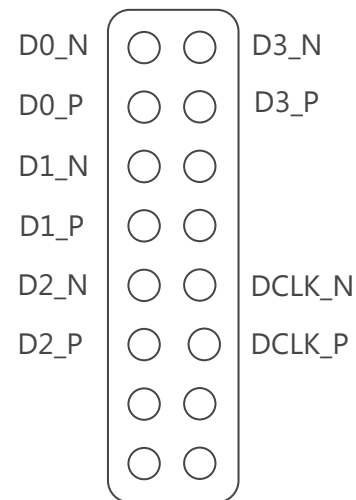 D0_N D3_N
D0_P D3_P
D1_N
D1_P
D2_N DCLK_N
D2_P DCLK_P